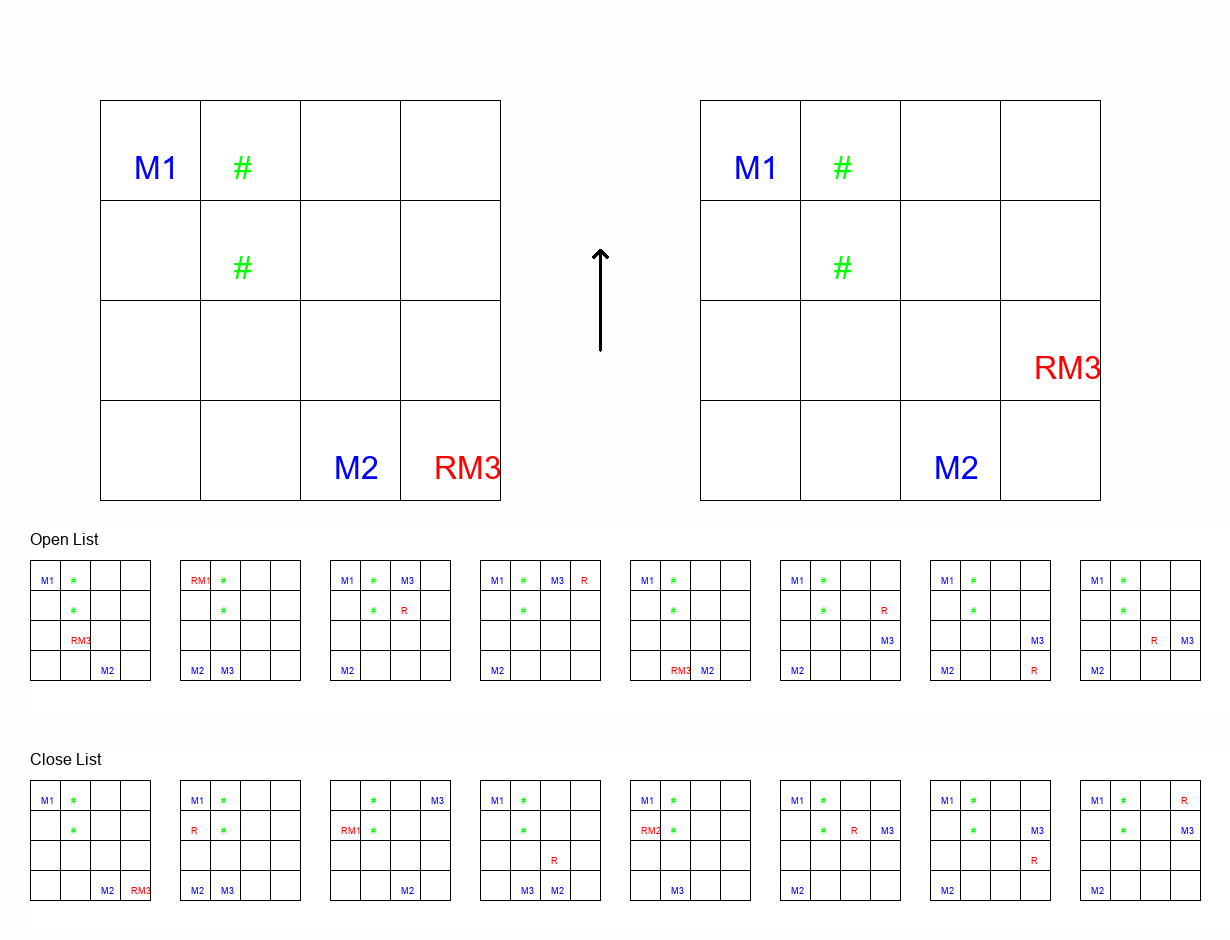 M1 # M1 #
# #
RM3
M2 RM3 M2
Open List
M1 # RM1 # M1 # M3 M1 # M3 R M1 # M1 # M1 # M1 #
# # # R # # # R # #
RM3 M3 M3 R M3
M2 M2 M3 M2 M2 RM3 M2 M2 M2 R M2
Close List
M1 # M1 # # M3 M1 # M1 # M1 # M1 # M1 # R
# R # RM1 # # RM2 # # R M3 # M3 # M3
R R
M2 RM3 M2 M3 M2 M3 M2 M3 M2 M2 M2